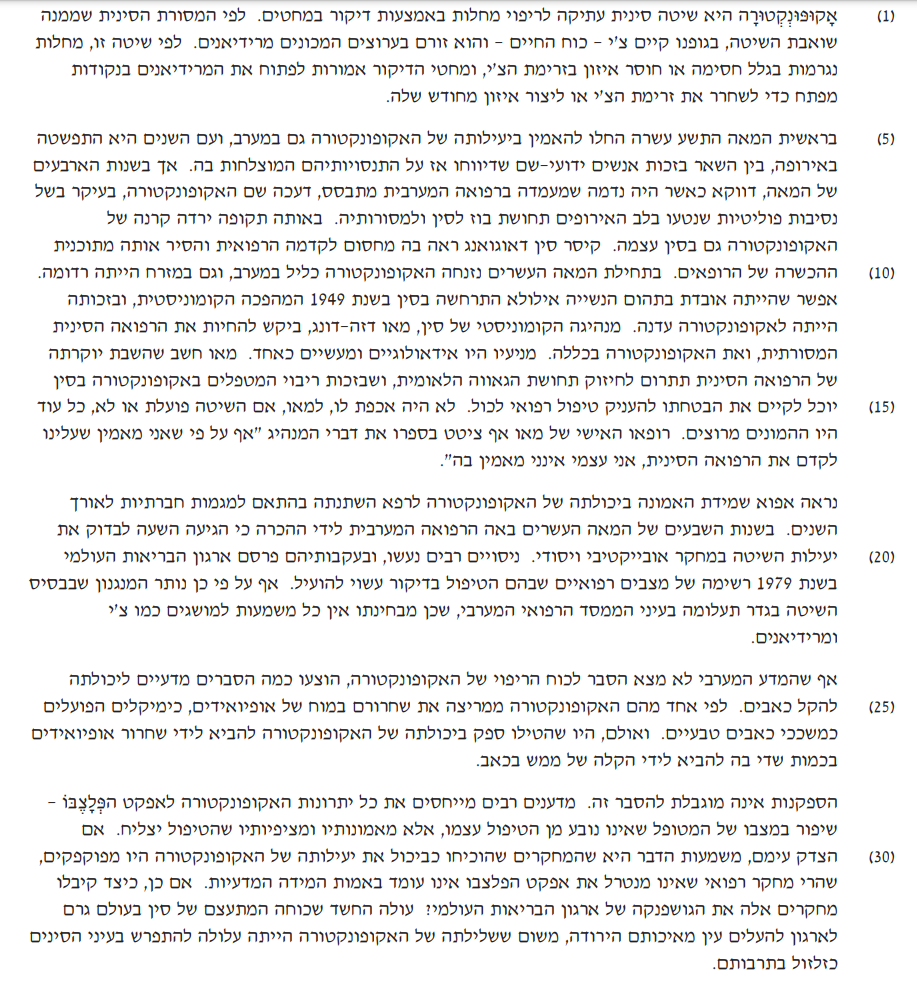 (1) אָקוּפּוּנְקְטוּרָה היא שיטה סינית עתיקה לריפוי מחלות באמצעות דיקור במחטים. לפי המסורת הסינית שממנה
שואבת השיטה, בגופנו קיים צ'י – כוח החיים – והוא זורם בערוצים המכונים מרידיאנים. לפי שיטה זו, מחלות
נגרמות בגלל חסימה או חוסר איזון בזרימת הצ'י, ומחטי הדיקור אמורות לפתוח את המרידיאנים בנקודות
מפתח כדי לשחרר את זרימת הצ'י או ליצור איזון מחודש שלה.
(5) בראשית המאה התשע עשרה החלו להאמין ביעילותה של האקופונקטורה גם במערב, ועם השנים היא התפשטה
באירופה, בין השאר בזכות אנשים ידועי-שם שדיווחו אז על התנסויותיהם המוצלחות בה. אך בשנות הארבעים
של המאה, דווקא כאשר היה נדמה שמעמדה ברפואה המערבית מתבסס, דעכה שם האקופונקטורה, בעיקר בשל
נסיבות פוליטיות שנטעו בלב האירופים תחושת בוז לסין ולמסורותיה. באותה תקופה ירדה קרנה של
האקופונקטורה גם בסין עצמה. קיסר סין דאוגואנג ראה בה מחסום לקדמה הרפואית והסיר אותה מתוכנית
(10) ההכשרה של הרופאים. בתחילת המאה העשרים נזנחה האקופונקטורה כליל במערב, וגם במזרח הייתה רדומה.
אפשר שהייתה אובדת בתהום הנשייה אילולא התרחשה בסין בשנת 1949 המהפכה הקומוניסטית, ובזכותה
הייתה לאקופונקטורה עדנה. מנהיגה הקומוניסטי של סין, מאו דזה-דונג, ביקש להחיות את הרפואה הסינית
המסורתית, ואת האקופונקטורה בכללה. מניעיו היו אידאולוגיים ומעשיים כאחד. מאו חשב שהשבת יוקרתה
של הרפואה הסינית תתרום לחיזוק תחושת הגאווה הלאומית, ושבזכות ריבוי המטפלים באקופונקטורה בסין
(15) יוכל לקיים את הבטחתו להעניק טיפול רפואי לכול. לא היה אכפת לו, למאו, אם השיטה פועלת או לא, כל עוד
היו ההמונים מרוצים. רופאו האישי של מאו אף ציטט בספרו את דברי המנהיג "אף על פי שאני מאמין שעלינו
לקדם את הרפואה הסינית, אני עצמי אינני מאמין בה".
נראה אפוא שמידת האמונה ביכולתה של האקופונקטורה לרפא השתנתה בהתאם למגמות חברתיות לאורך
השנים. בשנות השבעים של המאה העשרים באה הרפואה המערבית לידי ההכרה כי הגיעה השעה לבדוק את
(20) יעילות השיטה במחקר אובייקטיבי ויסודי. ניסויים רבים נעשו, ובעקבותיהם פרסם ארגון הבריאות העולמי
בשנת 1979 רשימה של מצבים רפואיים שבהם הטיפול בדיקור עשוי להועיל. אף על פי כן נותר המנגנון שבבסיס
השיטה בגדר תעלומה בעיני הממסד הרפואי המערבי, שכן מבחינתו אין כל משמעות למושגים כמו צ'י
ומרידיאנים.
אף שהמדע המערבי לא מצא הסבר לכוח הריפוי של האקופונקטורה, הוצעו כמה הסברים מדעיים ליכולתה
(25) להקל כאבים. לפי אחד מהם האקופונקטורה ממריצה את שחרורם במוח של אופיואידים, כימיקלים הפועלים
כמשככי כאבים טבעיים. ואולם, היו שהטילו ספק ביכולתה של האקופונקטורה להביא לידי שחרור אופיואידים
בכמות שדי בה להביא לידי הקלה של ממש בכאב.
הספקנות אינה מוגבלת להסבר זה. מדענים רבים מייחסים את כל יתרונות האקופונקטורה לאפקט הפְּלָצֶבּוֹ –
שיפור במצבו של המטופל שאינו נובע מן הטיפול עצמו, אלא מאמונותיו ומציפיותיו שהטיפול יצליח. אם
(30) הצדק עימם, משמעות הדבר היא שהמחקרים שהוכיחו כביכול את יעילותה של האקופונקטורה היו מפוקפקים,
שהרי מחקר רפואי שאינו מנטרל את אפקט הפלצבו אינו עומד באמות המידה המדעיות. אם כן, כיצד קיבלו
מחקרים אלה את הגושפנקה של ארגון הבריאות העולמי? עולה החשד שכוחה המתעצם של סין בעולם גרם
לארגון להעלים עין מאיכותם הירודה, משום ששלילתה של האקופונקטורה הייתה עלולה להתפרש בעיני הסינים
כזלזול בתרבותם.